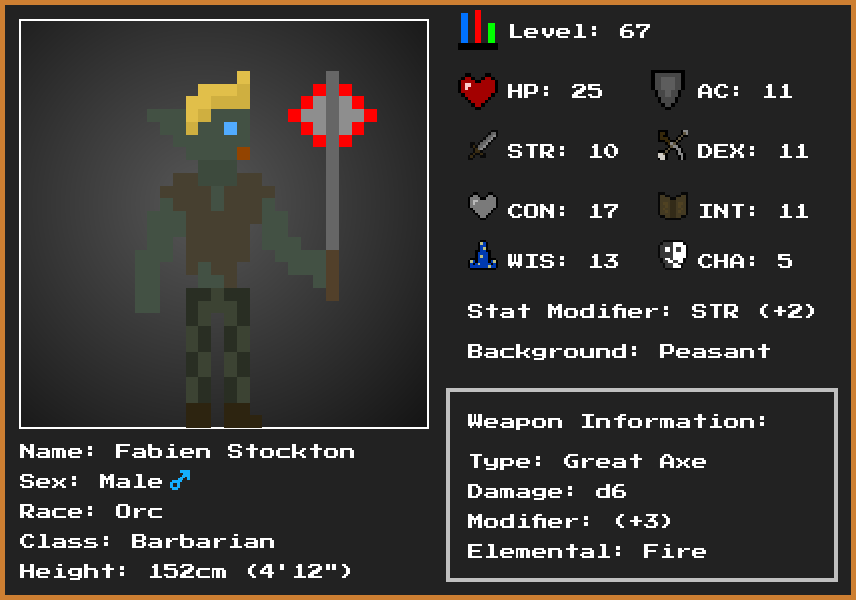 Level: 67
HP: 25 AC: 11
STR: 10 DEX: 11
CON: 17 INT: 11
WIS: 13 CHA: 5
Stat Modifier: STR (+2)
Background: Peasant
Weapon Information:
Type: Great Axe
Damage: d6
Modifier: (+3)
Elemental: Fire
Name: Fabien Stockton
Sex: Male♂
Race: Orc
Class: Barbarian
Height: 152cm (4'12")